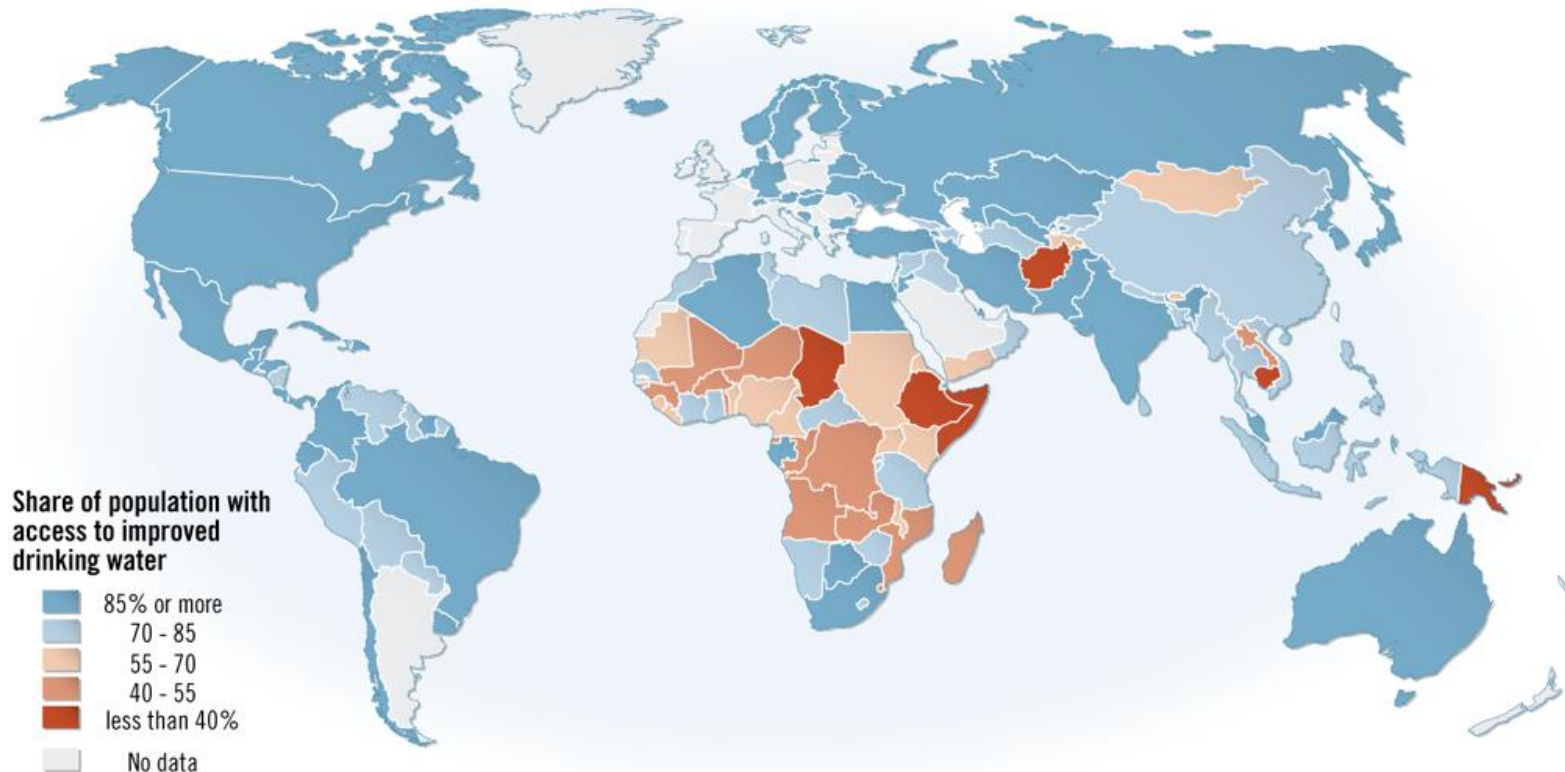 Share of population with
access to improved
drinking water
85% or more
70 - 85
55 - 70
40 - 55
less than 40%
No data